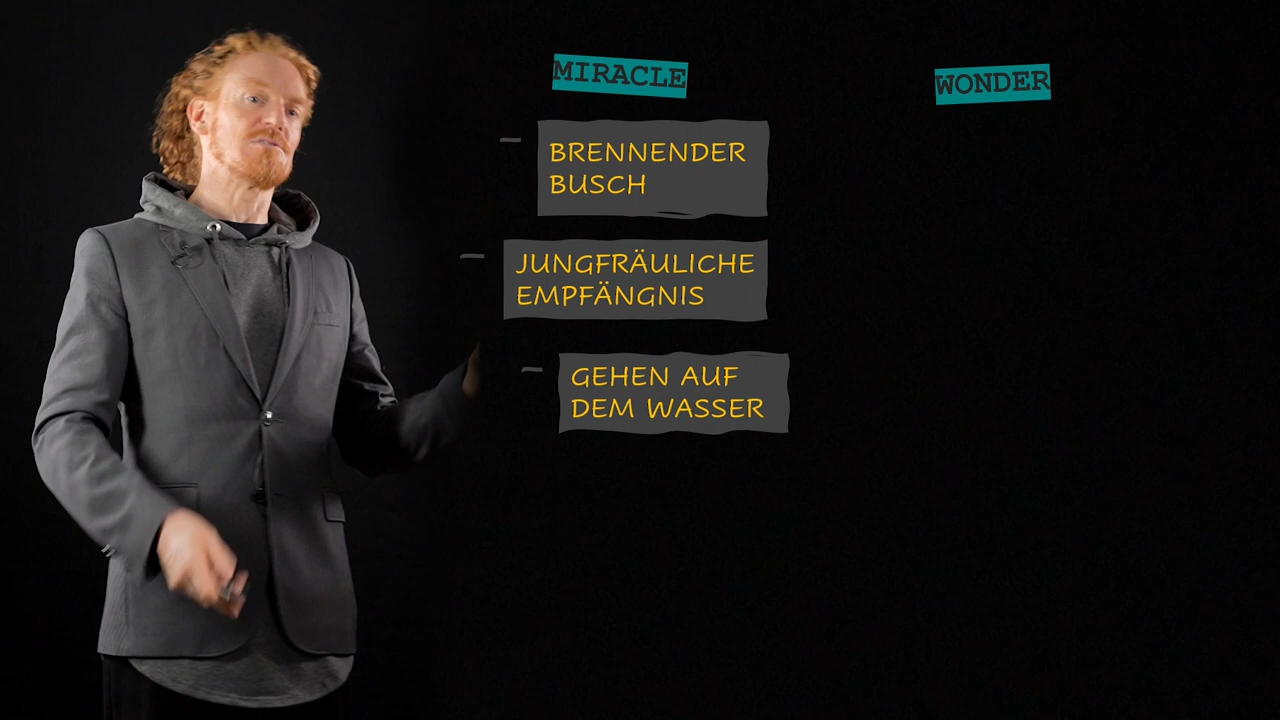 MIRACLE
WONDER
BRENNENDER
BUSCH
JUNGFRÄULICHE
EMPFÄNGNIS
GEHEN AUF
DEM WASSER